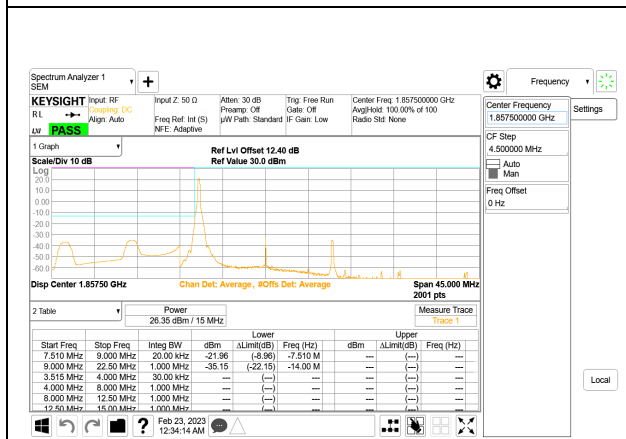 Spectrum Analyzer 1
SEM
+
Frequency
KEYSIGHT Input: RF Input Z: 50 Ω Atten: 30 dB Trig: Free Run Center Freq: 1.857500000 GHz
R L Coupling: DC Preamp: Off Gate: Off Avg|Hold: 100.00% of 100
Align: Auto Freq Ref: Int (S) µW Path: Standard IF Gain: Low Radio Std: None
PASS NFE: Adaptive
Center Frequency
1.857500000 GHz
Settings
CF Step
4.500000 MHz
Auto
Man
Freq Offset
0 Hz
Local
1 Graph
Ref Lvl Offset 12.40 dB
Scale/Div 10 dB Ref Value 30.0 dBm
Log
20.0
10.0
0.00
-10.0
-20.0
-30.0
-40.0
-50.0
-60.0
Disp Center 1.85750 GHz Chan Det: Average, #Offs Det: Average Span 45.000 MHz
2001 pts
2 Table
Power
26.35 dBm / 15 MHz
Measure Trace
Trace 1
Lower Upper
Start Freq Stop Freq Integ BW dBm ΔLimit(dB) Freq (Hz) dBm ΔLimit(dB) Freq (Hz)
7.510 MHz 9.000 MHz 20.00 kHz -21.96 (-8.96) -7.510 M --- (---) ---
9.000 MHz 22.50 MHz 1.000 MHz -35.15 (-22.15) -14.00 M --- (---) ---
3.515 MHz 4.000 MHz 30.00 kHz --- (---) --- --- (---) ---
4.000 MHz 8.000 MHz 1.000 MHz --- (---) --- --- (---) ---
8.000 MHz 12.50 MHz 1.000 MHz --- (---) --- --- (---) ---
12.50 MHz 15.00 MHz 1.000 MHz --- (---) --- --- (---) ---
? Feb 23, 2023
12:34:14 AM